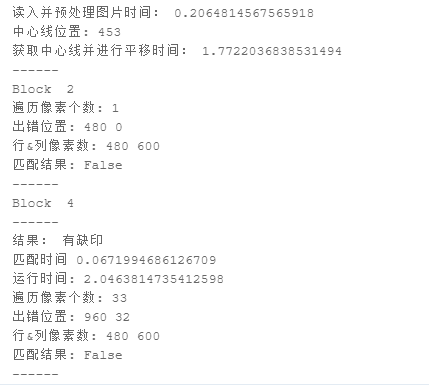 读入并预处理图片时间： 0.2064814567565918
中心线位置: 453
获取中心线并进行平移时间： 1.7722036838531494
------
Block  2
遍历像素个数: 1
出错位置: 480 0
行&列像素数: 480 600
匹配结果: False
------
Block  4
------
结果： 有缺印
匹配时间 0.0671994686126709
运行时间: 2.0463814735412598
遍历像素个数: 33
出错位置: 960 32
行&列像素数: 480 600
匹配结果: False
------